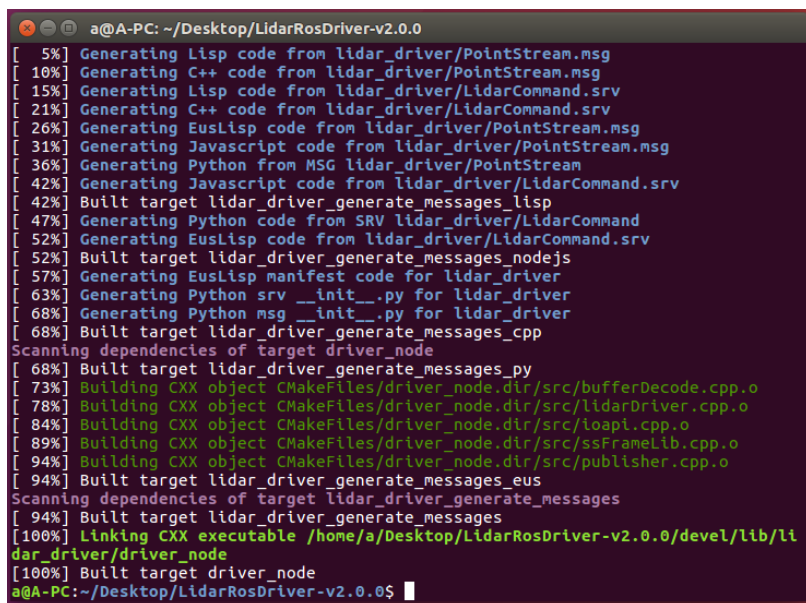 a@A-PC: ~/Desktop/LidarRosDriver-v2.0.0
[  5%] Generating Lisp code from lidar_driver/PointStream.msg
[ 10%] Generating C++ code from lidar_driver/PointStream.msg
[ 15%] Generating Lisp code from lidar_driver/LidarCommand.srv
[ 21%] Generating C++ code from lidar_driver/LidarCommand.srv
[ 26%] Generating EusLisp code from lidar_driver/PointStream.msg
[ 31%] Generating Javascript code from lidar_driver/PointStream.msg
[ 36%] Generating Python from MSG lidar_driver/PointStream
[ 42%] Generating Javascript code from lidar_driver/LidarCommand.srv
[ 42%] Built target lidar_driver_generate_messages_lisp
[ 47%] Generating Python code from SRV lidar_driver/LidarCommand
[ 52%] Generating EusLisp code from lidar_driver/LidarCommand.srv
[ 52%] Built target lidar_driver_generate_messages_nodejs
[ 57%] Generating EusLisp manifest code for lidar_driver
[ 63%] Generating Python srv __init__.py for lidar_driver
[ 68%] Generating Python msg __init__.py for lidar_driver
[ 68%] Built target lidar_driver_generate_messages_cpp
Scanning dependencies of target driver_node
[ 68%] Built target lidar_driver_generate_messages_py
[ 73%] Building CXX object CMakeFiles/driver_node.dir/src/bufferDecode.cpp.o
[ 78%] Building CXX object CMakeFiles/driver_node.dir/src/lidarDriver.cpp.o
[ 84%] Building CXX object CMakeFiles/driver_node.dir/src/ioapi.cpp.o
[ 89%] Building CXX object CMakeFiles/driver_node.dir/src/ssFrameLib.cpp.o
[ 94%] Building CXX object CMakeFiles/driver_node.dir/src/publisher.cpp.o
[ 94%] Built target lidar_driver_generate_messages_eus
Scanning dependencies of target lidar_driver_generate_messages
[ 94%] Built target lidar_driver_generate_messages
[100%] Linking CXX executable /home/a/Desktop/LidarRosDriver-v2.0.0/devel/lib/li
dar_driver/driver_node
[100%] Built target driver_node
a@A-PC:~/Desktop/LidarRosDriver-v2.0.0$